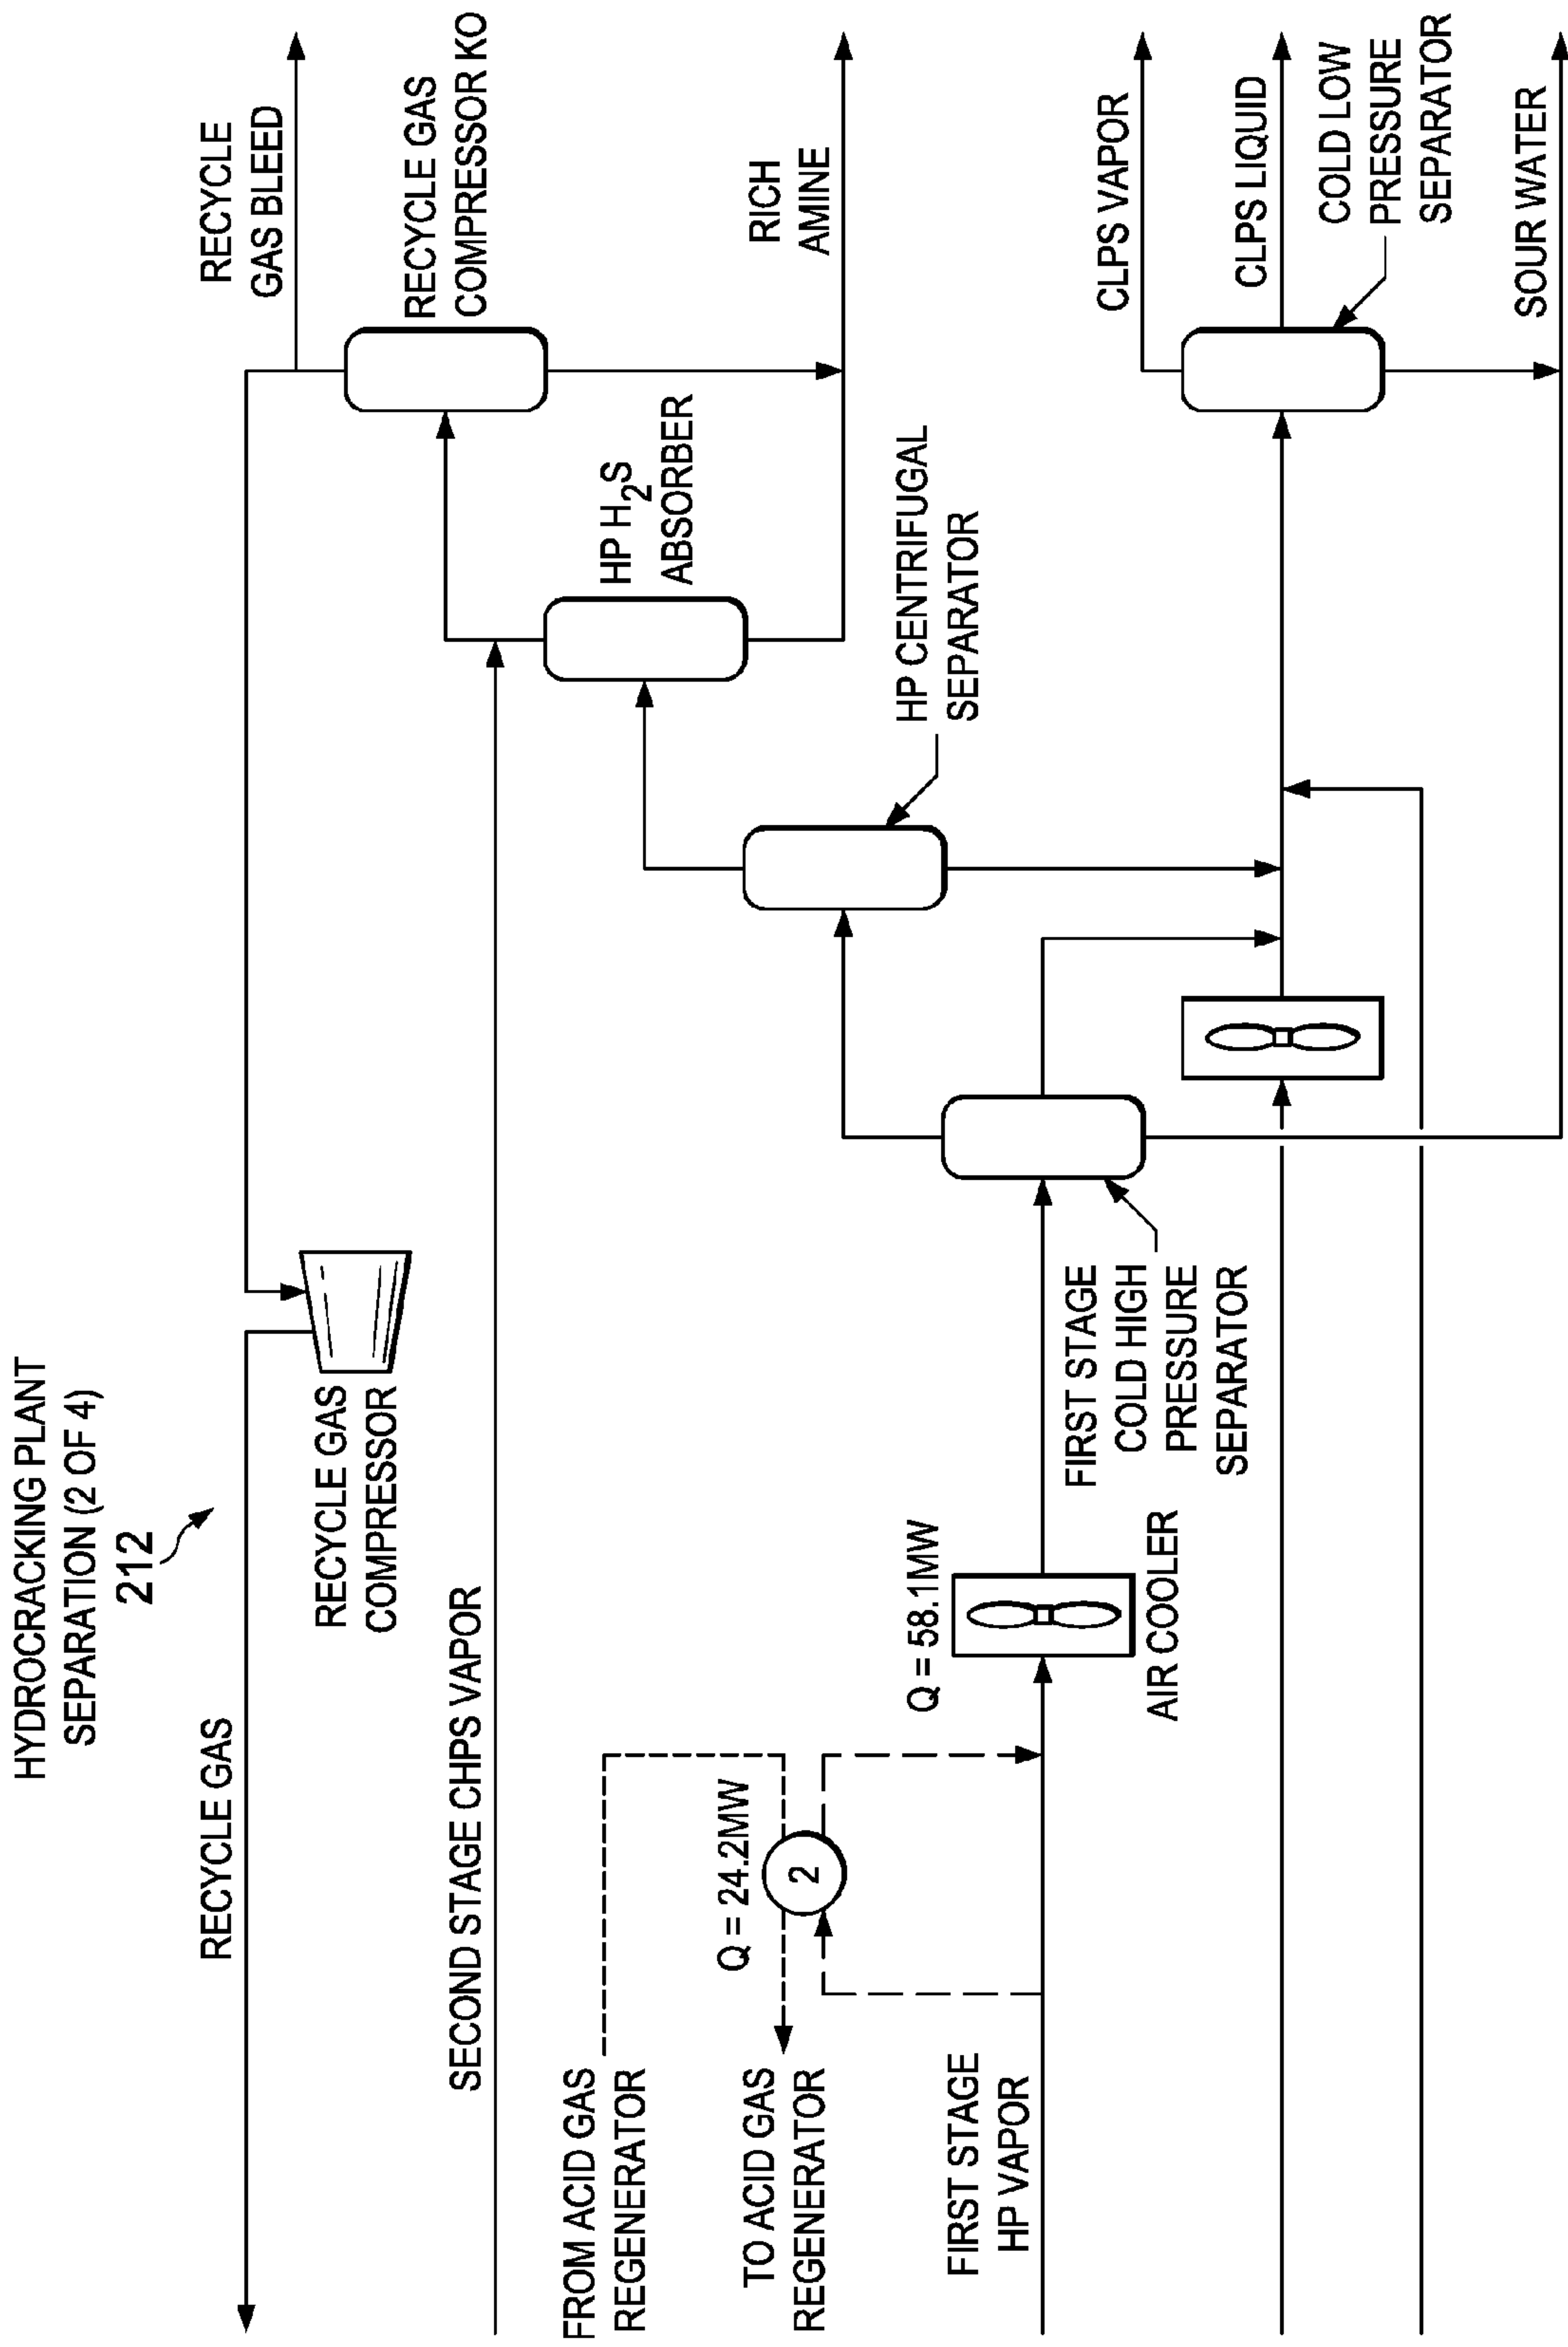 HYDROCRACKING PLANT
SEPARATION (2 OF 4)
212
RECYCLE GAS
RECYCLE GAS
COMPRESSOR
RECYCLE
GAS BLEED
RECYCLE GAS
COMPRESSOR KO
SECOND STAGE CHPS VAPOR
HP H2S
ABSORBER
RICH
AMINE
FROM ACID GAS
REGENERATOR
TO ACID GAS
REGENERATOR
Q = 24.2MW
2
HP CENTRIFUGAL
SEPARATOR
FIRST STAGE
HP VAPOR
Q = 58.1MW
AIR COOLER
FIRST STAGE
COLD HIGH
PRESSURE
SEPARATOR
CLPS VAPOR
CLPS LIQUID
COLD LOW
PRESSURE
SEPARATOR
SOUR WATER